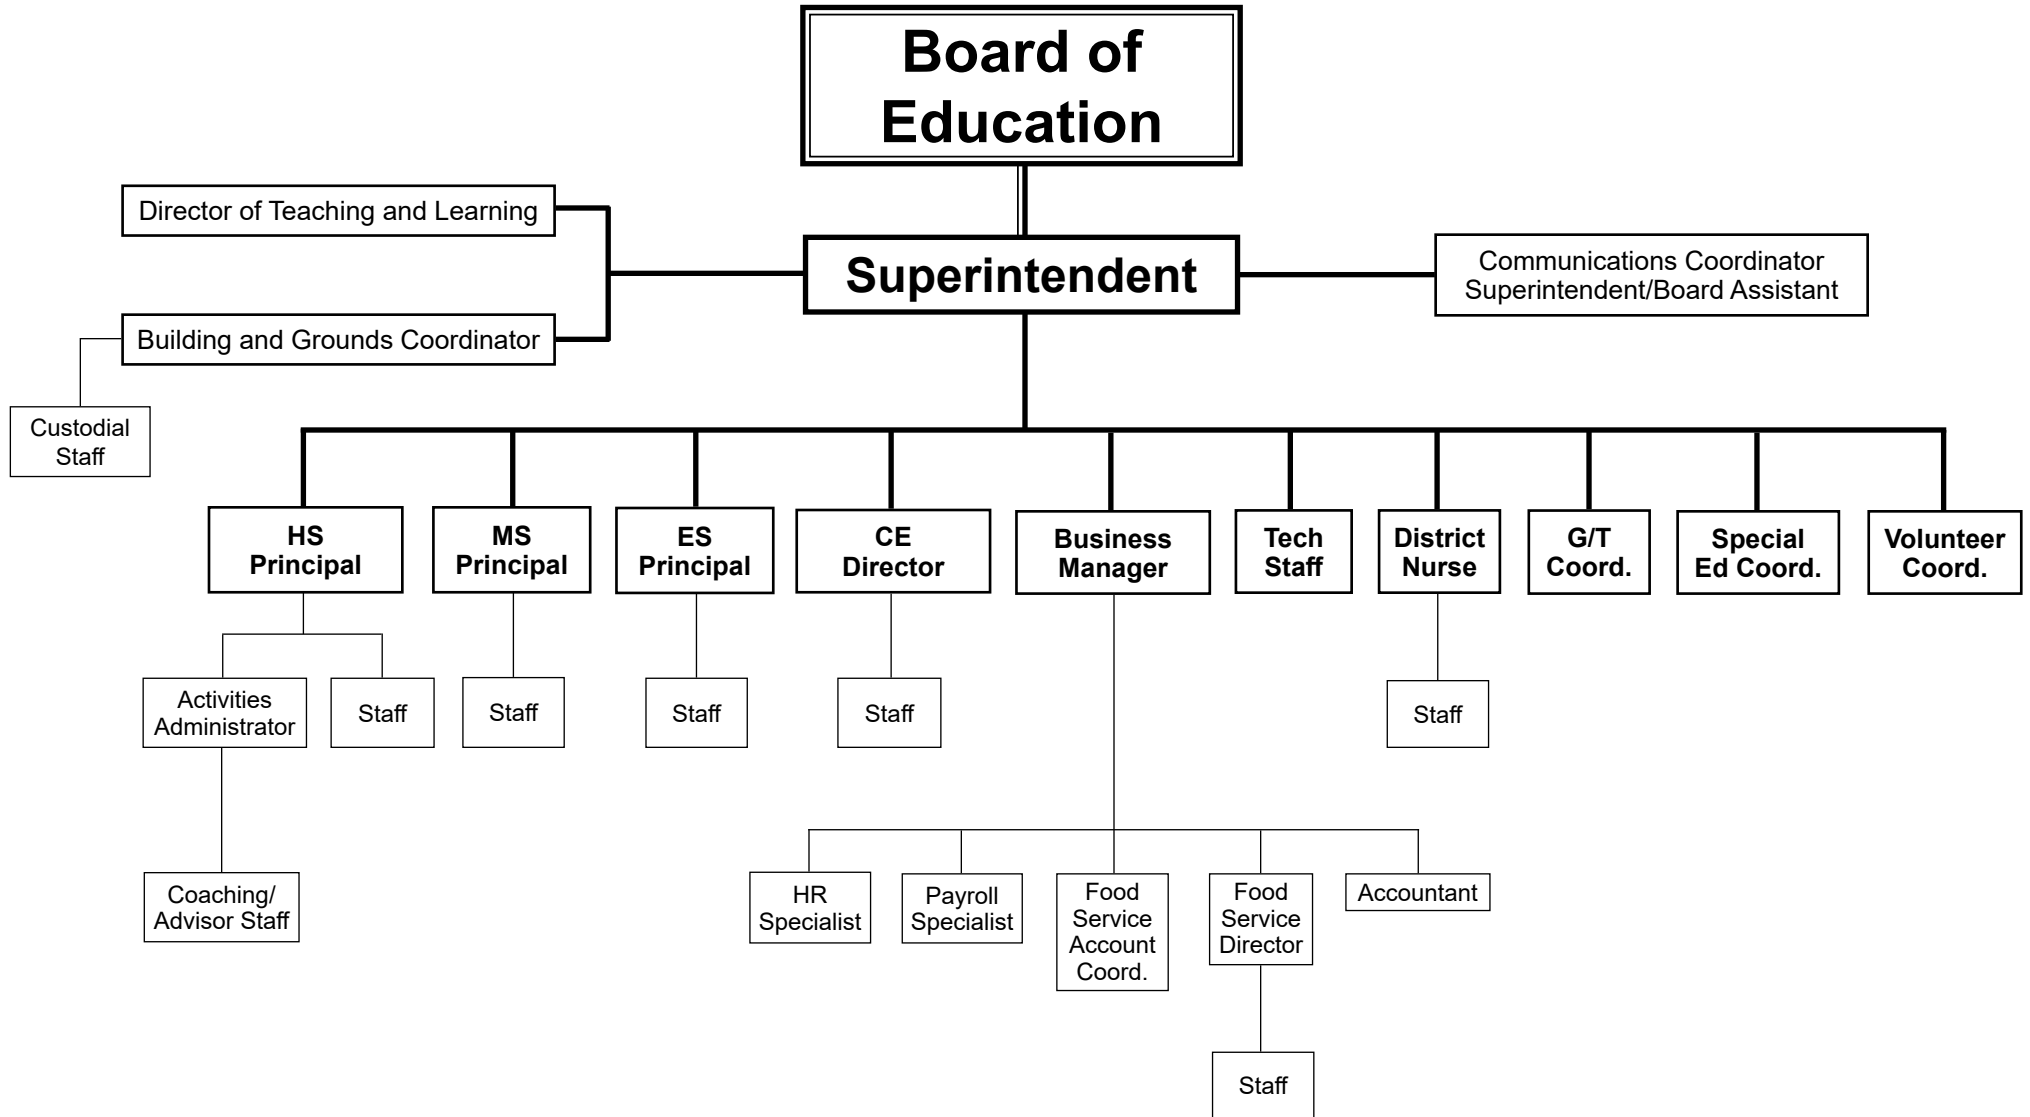 Board of
Education
Director of Teaching and Learning
Superintendent
Communications Coordinator
Superintendent/Board Assistant
Building and Grounds Coordinator
Custodial
Staff
HS
Principal
MS
Principal
ES
Principal
CE
Director
Business
Manager
Tech
Staff
District
Nurse
G/T
Coord.
Special
Ed Coord.
Volunteer
Coord.
Activities
Administrator
Staff
Staff
Staff
Staff
Staff
Coaching/
Advisor Staff
HR
Specialist
Payroll
Specialist
Food
Service
Account
Coord.
Food
Service
Director
Accountant
Staff